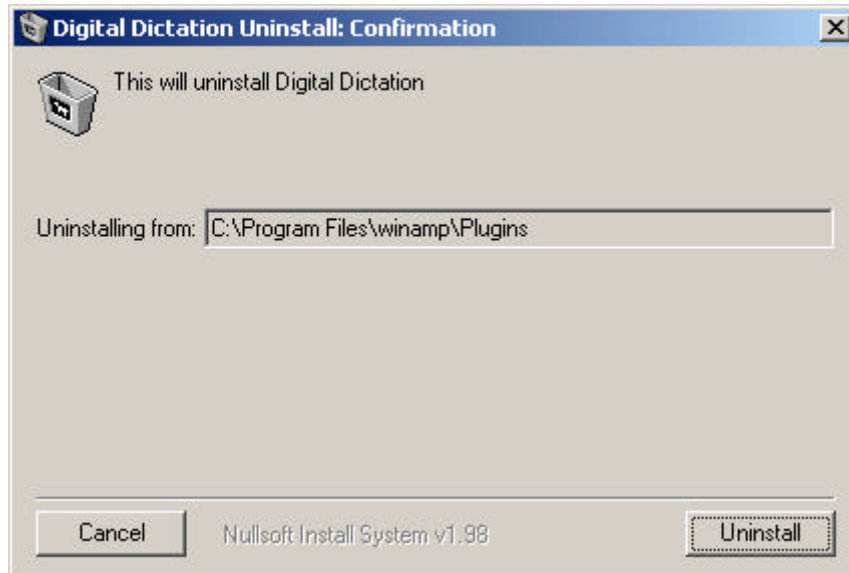 Digital Dictation Uninstall: Confirmation
This will uninstall Digital Dictation
Uninstalling from: C:\Program Files\winamp\Plugins
Cancel Nullsoft Install System v1.98 Uninstall